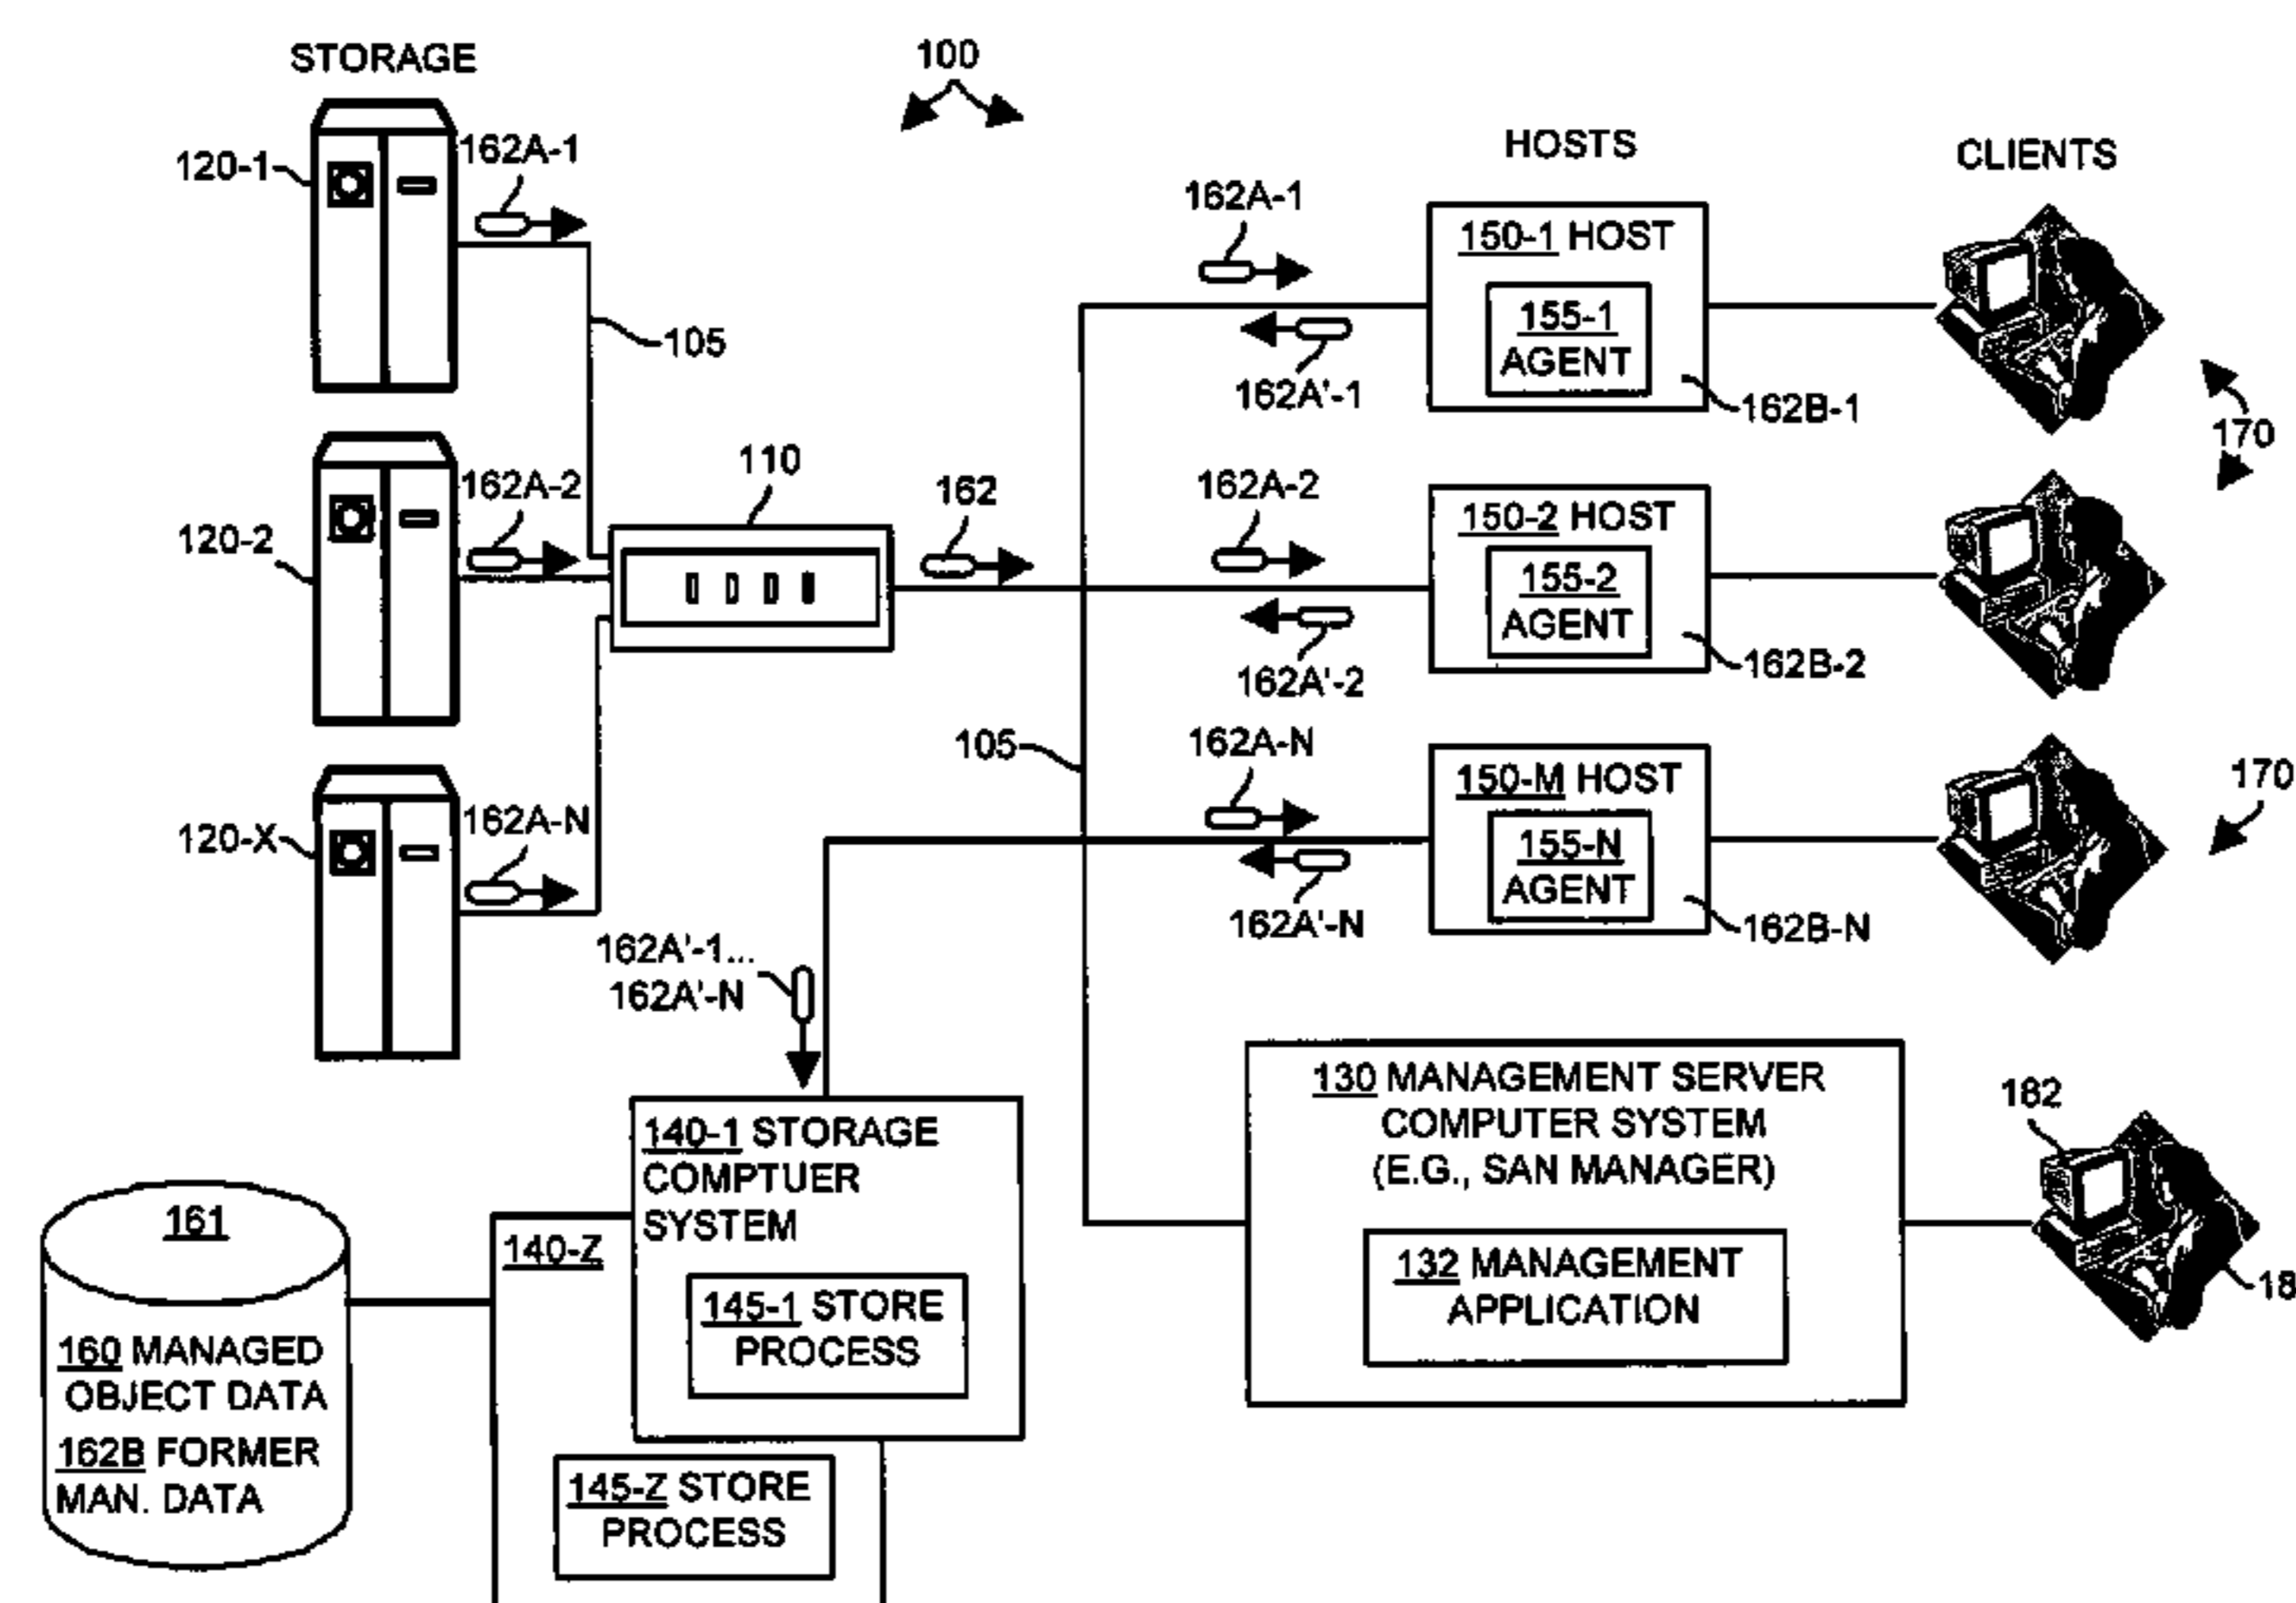 STORAGE
100
HOSTS
CLIENTS
120-1
162A-1
105
162A-1
150-1 HOST
155-1
AGENT
162A'-1
162B-1
170
120-2
162A-2
110
162
162A-2
150-2 HOST
155-2
AGENT
162A'-2
162B-2
105
120-X
162A-N
162A-N
150-M HOST
155-N
AGENT
162A'-N
162B-N
170
162A'-1...
162A'-N
130 MANAGEMENT SERVER
COMPUTER SYSTEM
(E.G., SAN MANAGER)
132 MANAGEMENT
APPLICATION
182
18
140-1 STORAGE
COMPTUER
SYSTEM
145-1 STORE
PROCESS
140-Z
145-Z STORE
PROCESS
161
160 MANAGED
OBJECT DATA
162B FORMER
MAN. DATA